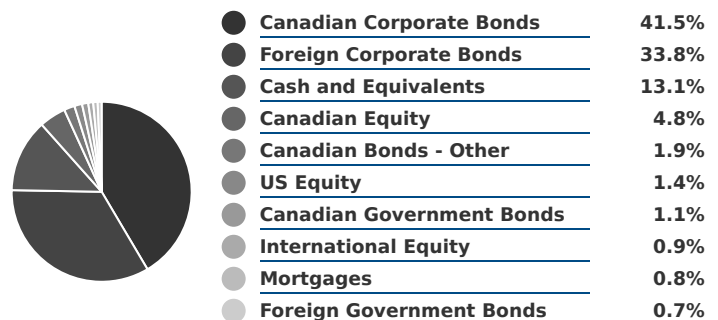 Canadian Corporate Bonds 41.5%
Foreign Corporate Bonds 33.8%
Cash and Equivalents 13.1%
Canadian Equity 4.8%
Canadian Bonds - Other 1.9%
US Equity 1.4%
Canadian Government Bonds 1.1%
International Equity 0.9%
Mortgages 0.8%
Foreign Government Bonds 0.7%